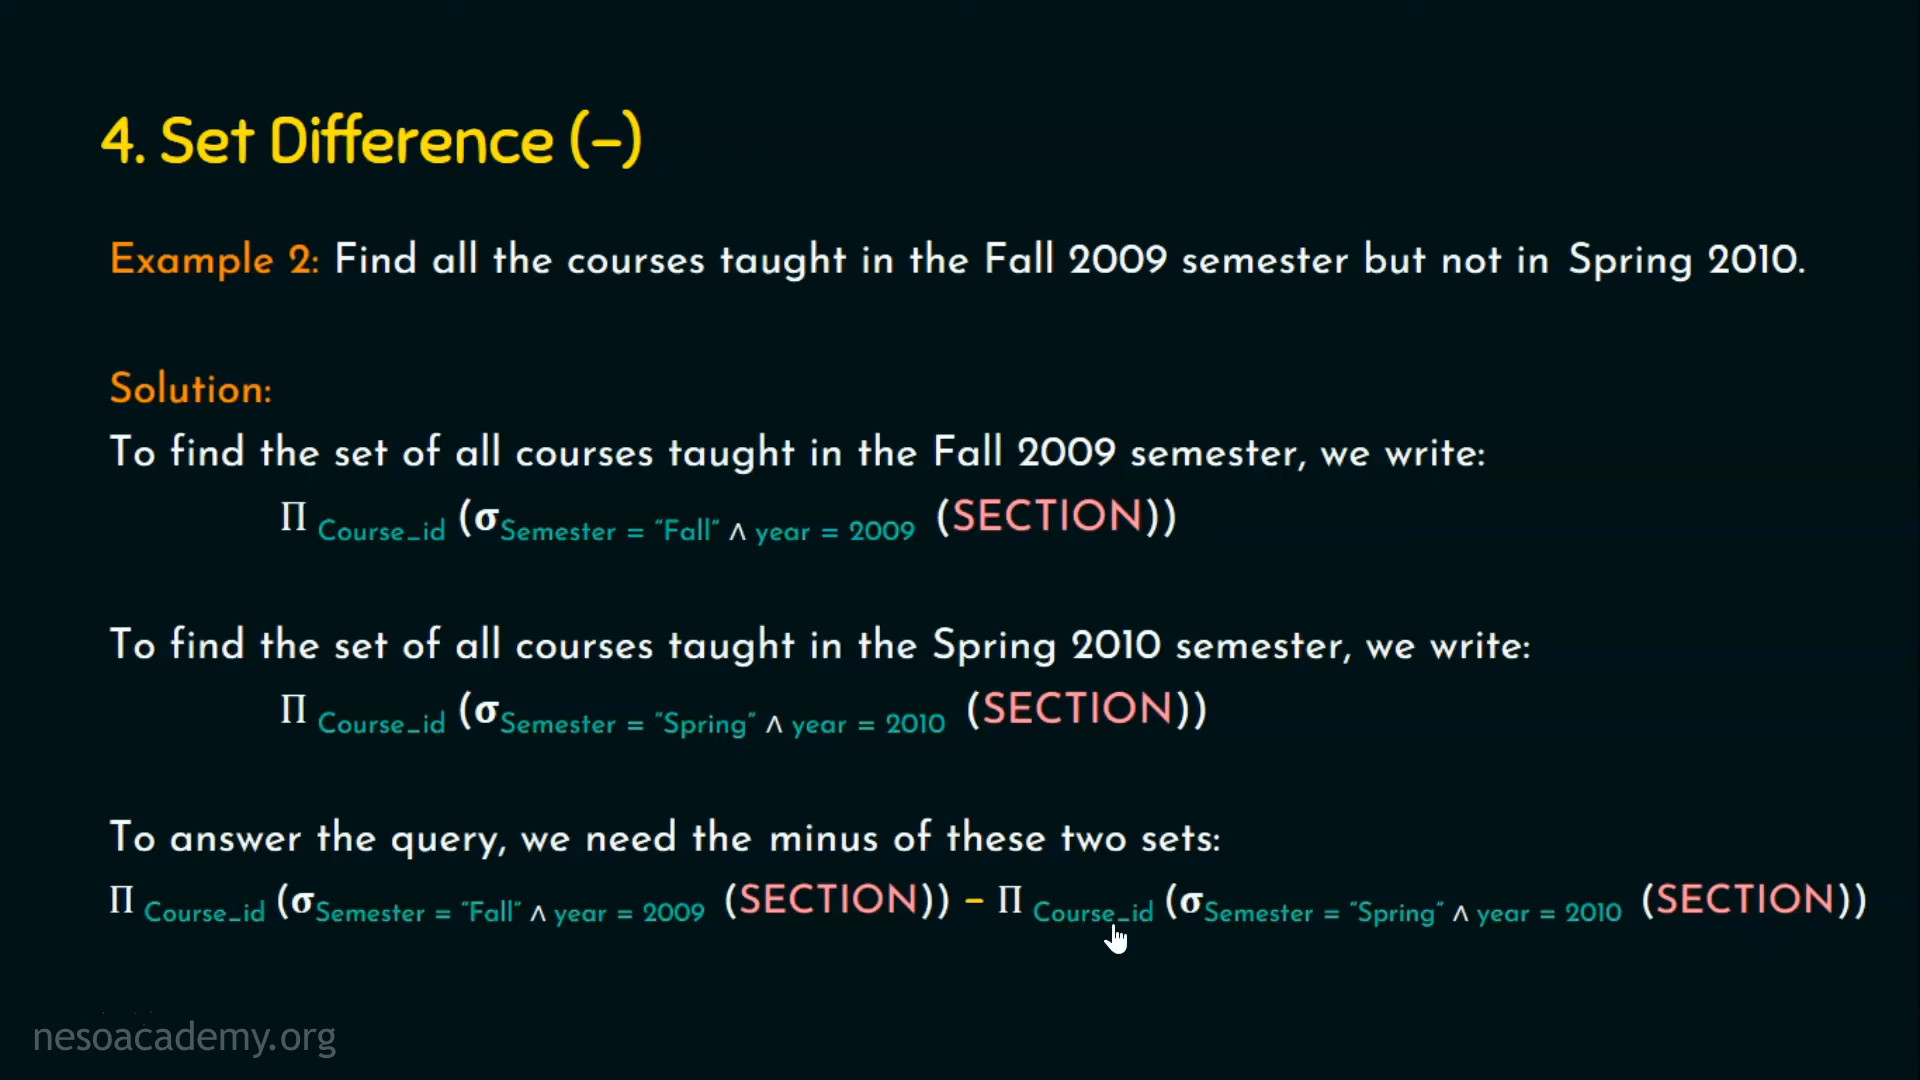 4. Set Difference (–)
Example 2: Find all the courses taught in the Fall 2009 semester but not in Spring 2010.
Solution:
To find the set of all courses taught in the Fall 2009 semester, we write:
Π Course_id (σ Semester = “Fall” ∧ year = 2009 (SECTION))
To find the set of all courses taught in the Spring 2010 semester, we write:
Π Course_id (σ Semester = “Spring” ∧ year = 2010 (SECTION))
To answer the query, we need the minus of these two sets:
Π Course_id (σ Semester = “Fall” ∧ year = 2009 (SECTION)) – Π Course_id (σ Semester = “Spring” ∧ year = 2010 (SECTION))
nesoacademy.org